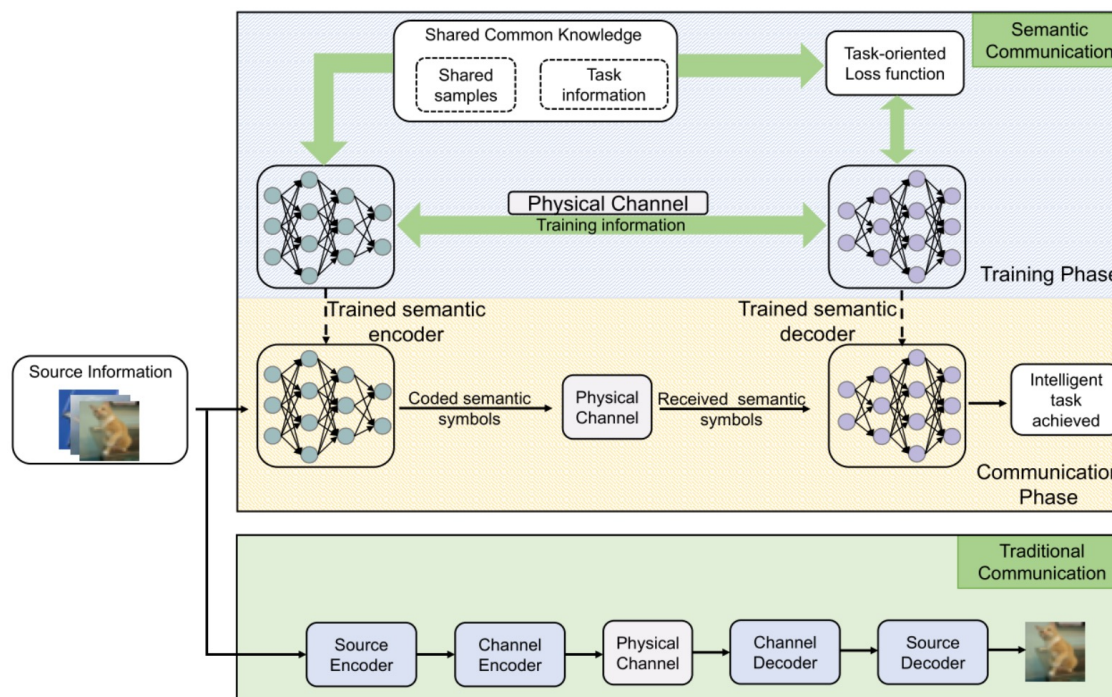 Semantic
Communication
Shared Common Knowledge
Shared
samples
Task
information
Task-oriented
Loss function
Physical Channel
Training information
Training Phase
Trained semantic
encoder
Trained semantic
decoder
Source Information
Coded semantic
symbols
Physical
Channel
Received semantic
symbols
Intelligent
task
achieved
Communication
Phase
Traditional
Communication
Source
Encoder
Channel
Encoder
Physical
Channel
Channel
Decoder
Source
Decoder